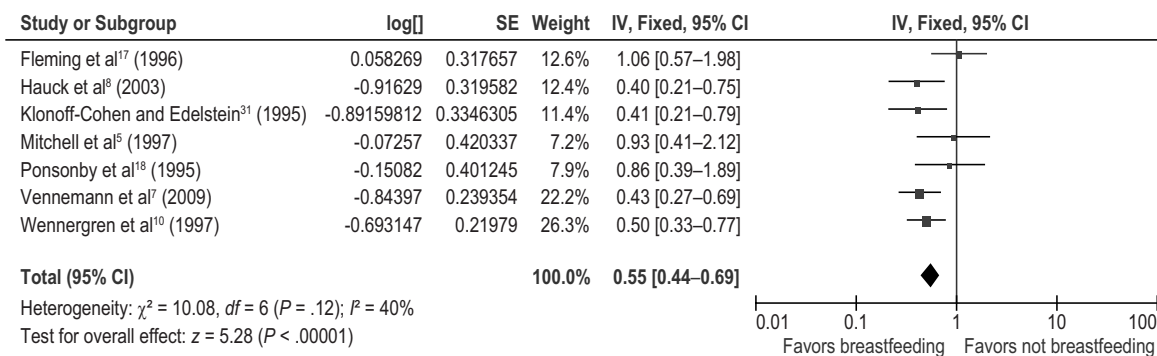 Study or Subgroup log[] SE Weight IV, Fixed, 95% CI IV, Fixed, 95% CI
Fleming et al17 (1996) 0.058269 0.317657 12.6% 1.06 [0.57–1.98]
Hauck et al8 (2003) -0.91629 0.319582 12.4% 0.40 [0.21–0.75]
Klonoff-Cohen and Edelstein31 (1995) -0.89159812 0.3346305 11.4% 0.41 [0.21–0.79]
Mitchell et al5 (1997) -0.07257 0.420337 7.2% 0.93 [0.41–2.12]
Ponsonby et al18 (1995) -0.15082 0.401245 7.9% 0.86 [0.39–1.89]
Vennemann et al7 (2009) -0.84397 0.239354 22.2% 0.43 [0.27–0.69]
Wennergren et al10 (1997) -0.693147 0.21979 26.3% 0.50 [0.33–0.77]
Total (95% CI) 100.0% 0.55 [0.44–0.69]
Heterogeneity: χ² = 10.08, df = 6 (P = .12); I² = 40%
Test for overall effect: z = 5.28 (P < .00001)
0.01 0.1 1 10 100
Favors breastfeeding Favors not breastfeeding